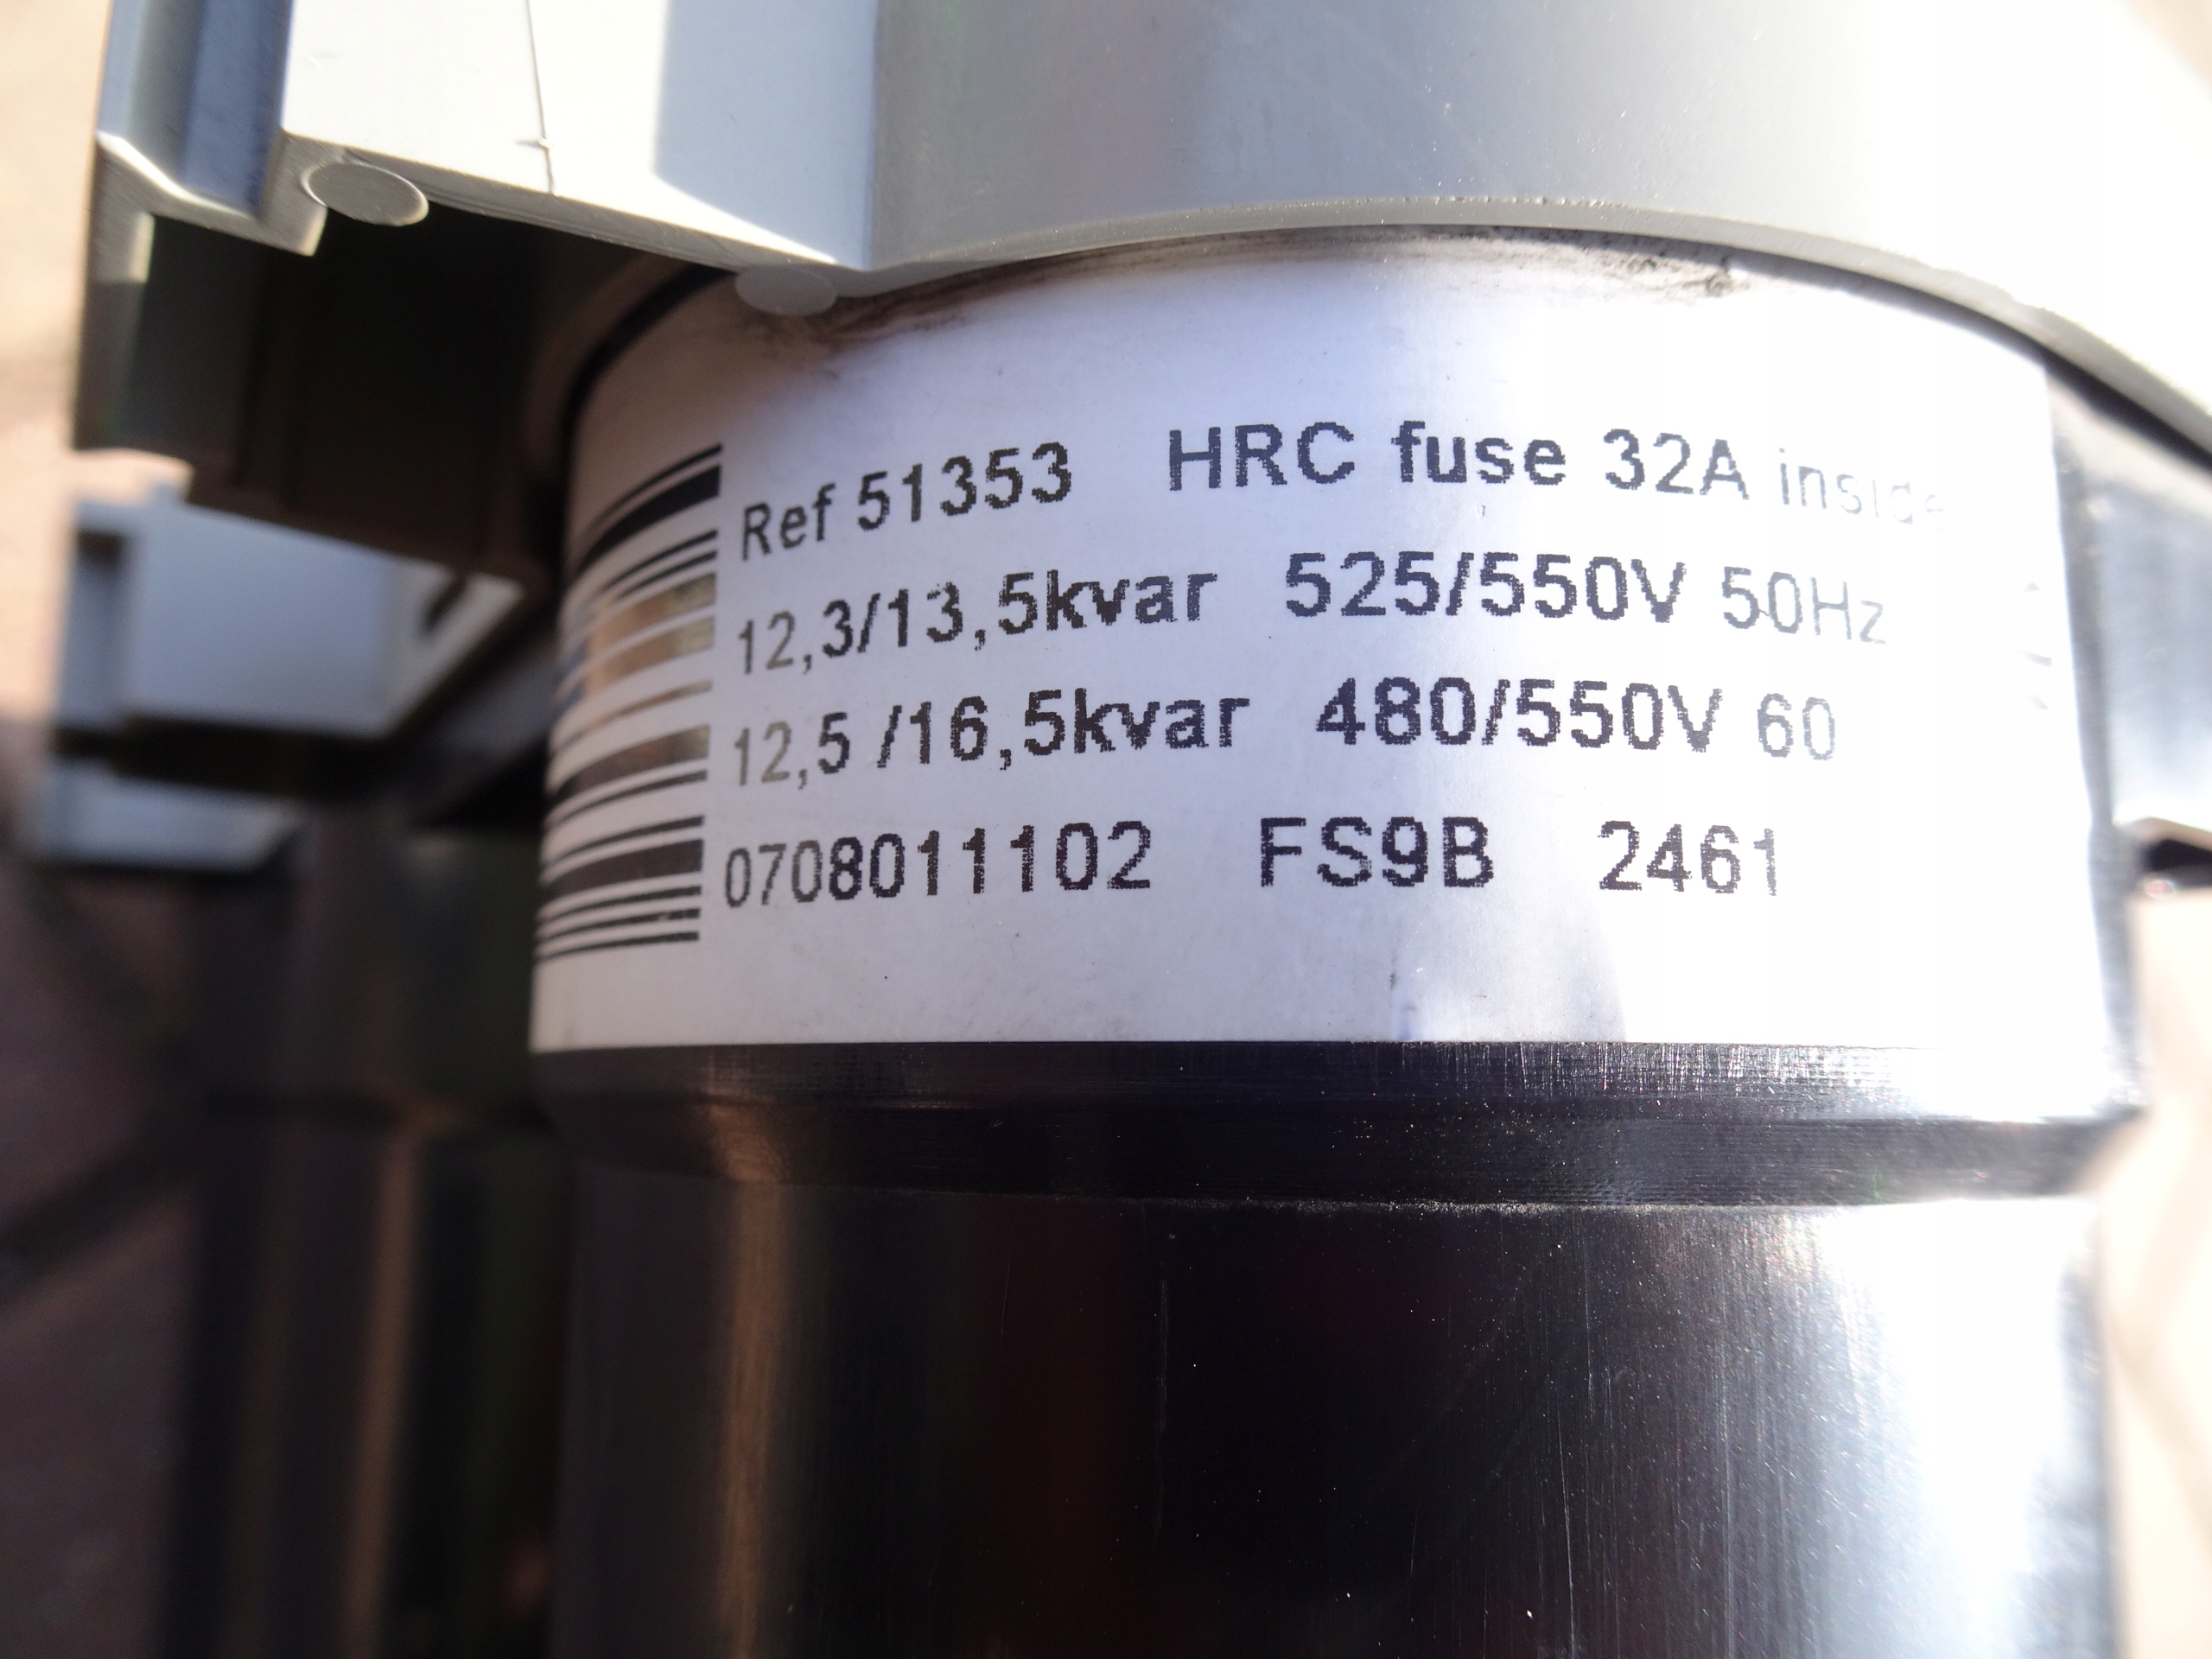 Ref 51353 HRC fuse 32A inside
12,3/13,5kvar 525/550V 50Hz
12,5 /16,5kvar 480/550V 60
0708011102 FS9B 2461